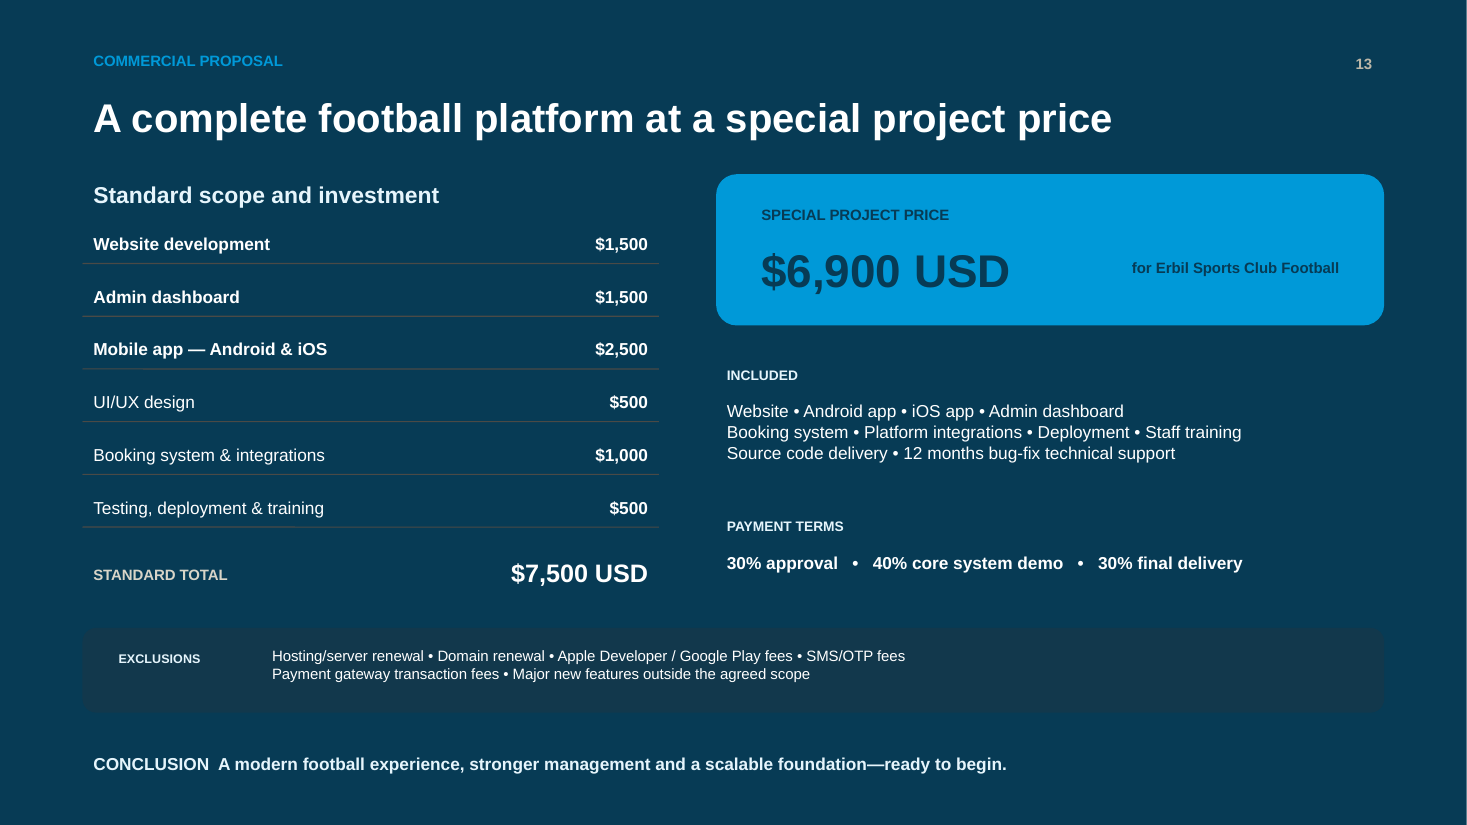 COMMERCIAL PROPOSAL
13
A complete football platform at a special project price
Standard scope and investment
Website development $1,500
Admin dashboard $1,500
Mobile app — Android & iOS $2,500
UI/UX design $500
Booking system & integrations $1,000
Testing, deployment & training $500
STANDARD TOTAL $7,500 USD
SPECIAL PROJECT PRICE
$6,900 USD for Erbil Sports Club Football
INCLUDED
Website • Android app • iOS app • Admin dashboard
Booking system • Platform integrations • Deployment • Staff training
Source code delivery • 12 months bug-fix technical support
PAYMENT TERMS
30% approval • 40% core system demo • 30% final delivery
EXCLUSIONS
Hosting/server renewal • Domain renewal • Apple Developer / Google Play fees • SMS/OTP fees
Payment gateway transaction fees • Major new features outside the agreed scope
CONCLUSION A modern football experience, stronger management and a scalable foundation—ready to begin.